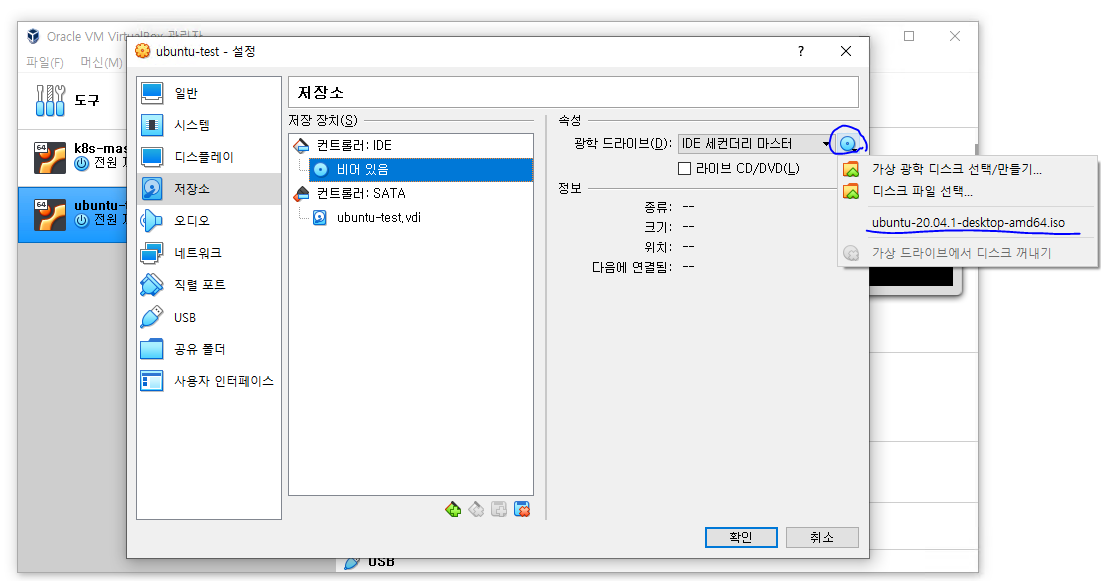 Oracle VM VirtualBox 관리자
파일(F) 머신(M)
도구
64
k8s-mas
전원
64
ubuntu-t
전원
ubuntu-test - 설정
?
일반
시스템
디스플레이
저장소
오디오
네트워크
직렬 포트
USB
공유 폴더
사용자 인터페이스
저장소
저장 장치(S)
컨트롤러: IDE
비어 있음
컨트롤러: SATA
ubuntu-test.vdi
속성
광학 드라이브(D): IDE 세컨더리 마스터
라이브 CD/DVD(L)
정보
종류: --
크기: --
위치: --
다음에 연결됨: --
가상 광학 디스크 선택/만들기...
디스크 파일 선택...
ubuntu-20.04.1-desktop-amd64.iso
가상 드라이브에서 디스크 꺼내기
확인
취소
USB